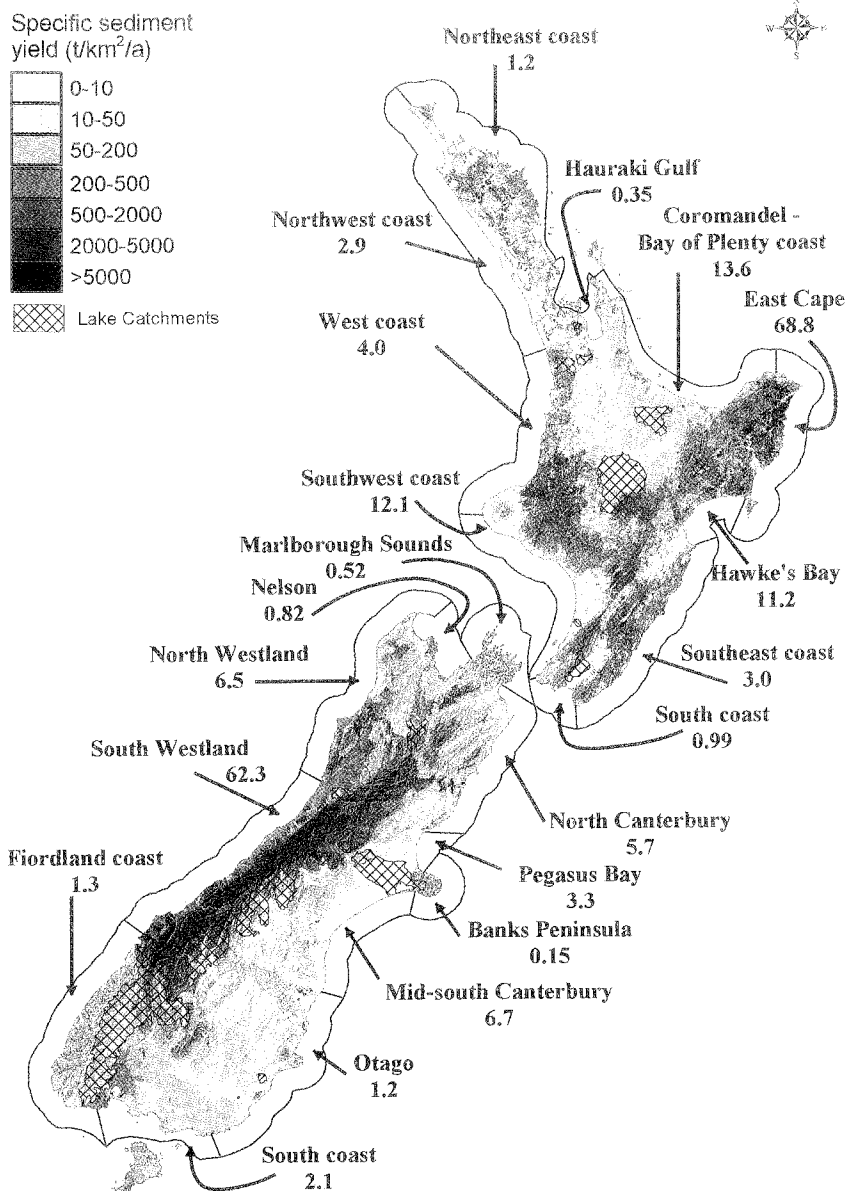 Specific sediment
yield (t/km²/a)
0-10
10-50
50-200
200-500
500-2000
2000-5000
>5000
Lake Catchments
N
W
E
S
Northeast coast
1.2
Hauraki Gulf
0.35
Northwest coast
2.9
Coromandel -
Bay of Plenty coast
13.6
East Cape
68.8
West coast
4.0
Southwest coast
12.1
Marlborough Sounds
0.52
Nelson
0.82
Hawke's Bay
11.2
North Westland
6.5
Southeast coast
3.0
South coast
0.99
South Westland
62.3
North Canterbury
5.7
Fiordland coast
1.3
Pegasus Bay
3.3
Banks Peninsula
0.15
Mid-south Canterbury
6.7
Otago
1.2
South coast
2.1